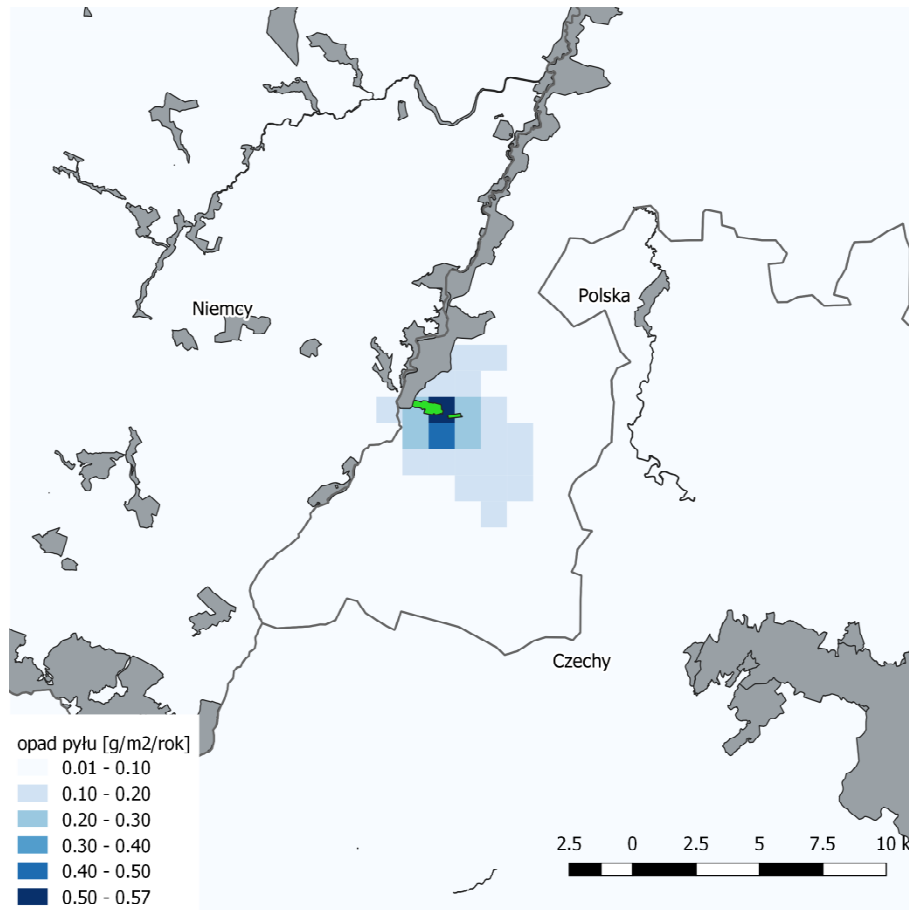 Niemcy
Polska
Czechy
opad pyłu [g/m2/rok]
0.01 - 0.10
0.10 - 0.20
0.20 - 0.30
0.30 - 0.40
0.40 - 0.50
0.50 - 0.57
2.5 0 2.5 5 7.5 10 k